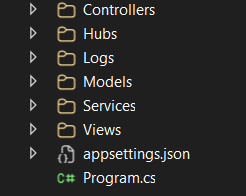 Controllers
Hubs
Logs
Models
Services
Views
appsettings.json
C# Program.cs